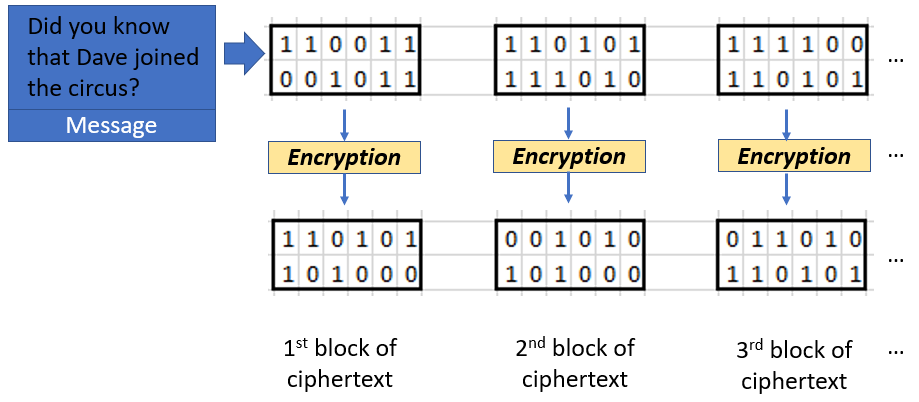 Did you know
that Dave joined
the circus?
Message
1 1 0 0 1 1
0 0 1 0 1 1
1 1 0 1 0 1
1 1 1 0 1 0
1 1 1 1 0 0
1 1 0 1 0 1
...
Encryption
Encryption
Encryption
...
1 1 0 1 0 1
1 0 1 0 0 0
0 0 1 0 1 0
1 0 1 0 0 0
0 1 1 0 1 0
1 1 0 1 0 1
...
1st block of
ciphertext
2nd block of
ciphertext
3rd block of
ciphertext
...